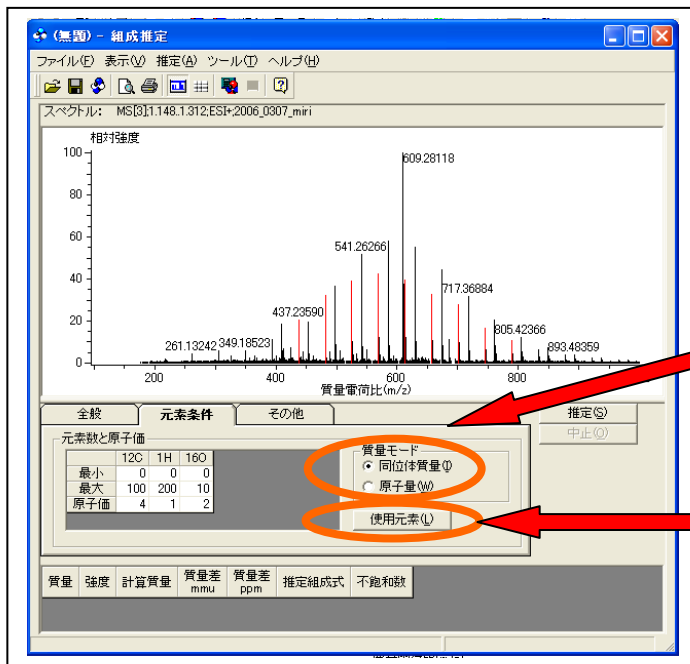 (無題) - 組成推定
ファイル(F) 表示(V) 推定(A) ツール(T) ヘルプ(H)
スペクトル: MS[3];1.148..1.312;ESI+;2006_0307_miri
相対強度
100
80
60
40
20
0
609.28118
541.26266
717.36884
437.23590
805.42366
261.13242 349.18523
893.48359
200 400 600 800
質量電荷比(m/z)
全般 元素条件 その他 推定(S)
中止(O)
元素数と原子価
12C 1H 16O
最小 0 0 0
最大 100 200 10
原子価 4 1 2
質量モード
同位体質量(I)
原子量(W)
使用元素(L)
質量 強度 計算質量 質量差 mmu 質量差 ppm 推定組成式 不飽和数